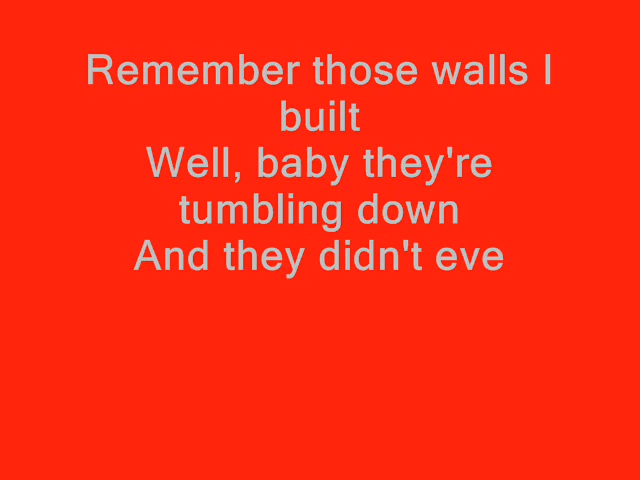 Remember those walls I
built
Well, baby they're
tumbling down
And they didn't eve